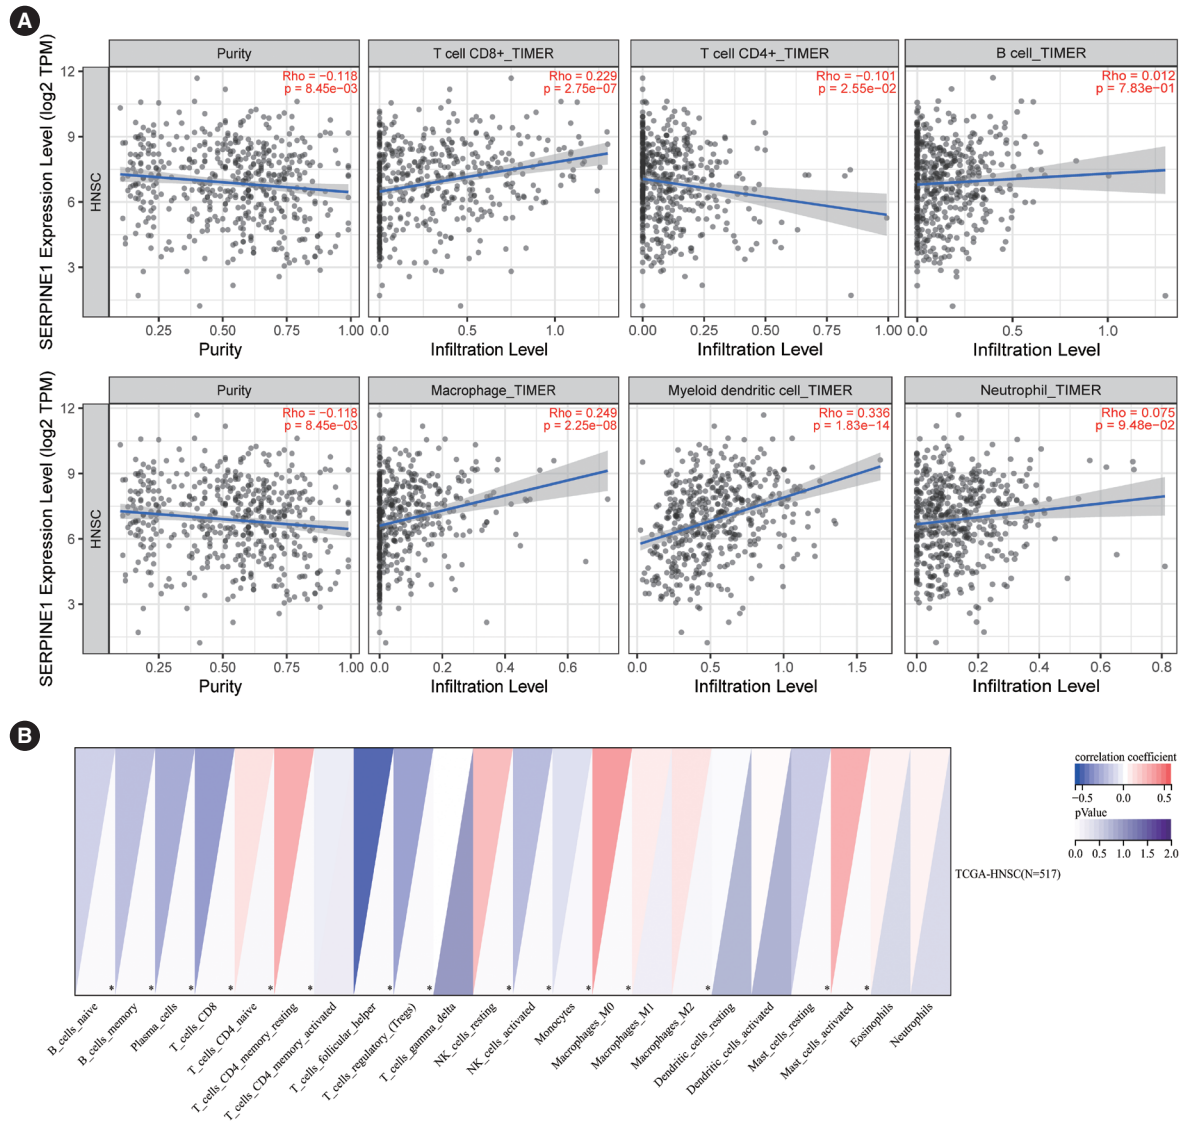 A
SERPINE1 Expression Level (log2 TPM)
HNSC
Purity
T cell CD8+_TIMER
T cell CD4+_TIMER
B cell_TIMER
Rho = −0.118
p = 8.45e−03
Rho = 0.229
p = 2.75e−07
Rho = −0.101
p = 2.55e−02
Rho = 0.012
p = 7.83e−01
12
9
6
3
0.25 0.50 0.75 1.00
0.0 0.5 1.0
0.00 0.25 0.50 0.75 1.00
0.0 0.5 1.0
Purity
Infiltration Level
Infiltration Level
Infiltration Level
SERPINE1 Expression Level (log2 TPM)
HNSC
Purity
Macrophage_TIMER
Myeloid dendritic cell_TIMER
Neutrophil_TIMER
Rho = −0.118
p = 8.45e−03
Rho = 0.249
p = 2.25e−08
Rho = 0.336
p = 1.83e−14
Rho = 0.075
p = 9.48e−02
12
9
6
3
0.25 0.50 0.75 1.00
0.0 0.2 0.4 0.6
0.0 0.5 1.0 1.5
0.0 0.2 0.4 0.6 0.8
Purity
Infiltration Level
Infiltration Level
Infiltration Level
B
correlation coefficient
−0.5 0.0 0.5
pValue
0.0 0.5 1.0 1.5 2.0
TCGA-HNSC(N=517)
* * * * * * * * * * * * * * *
B_cells_naive
B_cells_memory
Plasma_cells
T_cells_CD8
T_cells_CD4_naive
T_cells_CD4_memory_resting
T_cells_CD4_memory_activated
T_cells_follicular_helper
T_cells_regulatory_(Tregs)
T_cells_gamma_delta
NK_cells_resting
NK_cells_activated
Monocytes
Macrophages_M0
Macrophages_M1
Macrophages_M2
Dendritic_cells_resting
Dendritic_cells_activated
Mast_cells_resting
Mast_cells_activated
Eosinophils
Neutrophils